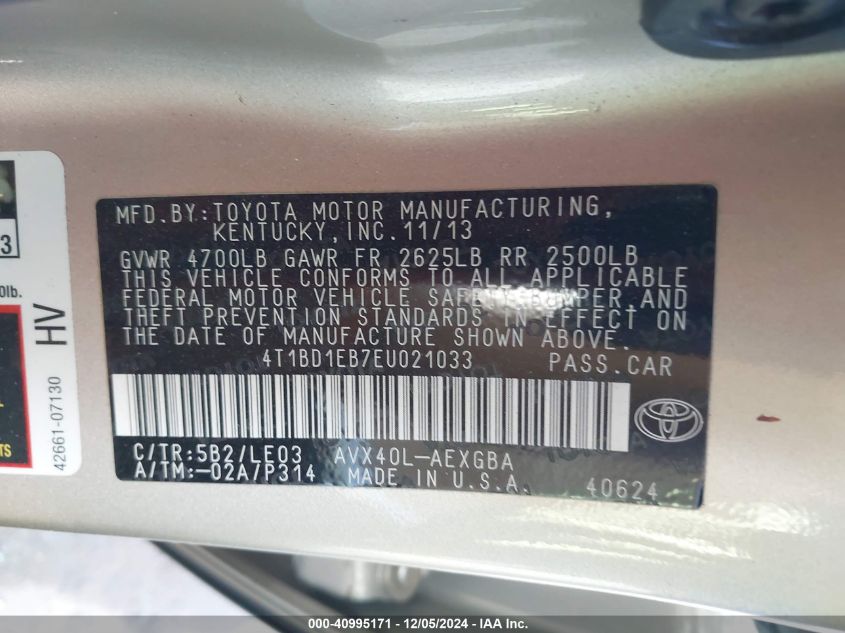 MFD.BY:TOYOTA MOTOR MANUFACTURING,
KENTUCKY,INC.11/13
GVWR 4700LB GAWR FR 2625LB RR 2500LB
THIS VEHICLE CONFORMS TO ALL APPLICABLE
FEDERAL MOTOR VEHICLE SAFETY,BUMPER AND
THEFT PREVENTION STANDARDS IN EFFECT ON
THE DATE OF MANUFACTURE SHOWN ABOVE.
4T1BD1EB7EU021033 PASS.CAR
C/TR:5B2/LE03 AVX40L-AEXGBA
A/TM:-02A/P314 MADE IN U.S.A. 40624
3
0lb.
HV
42661-07130
TS
000-40995171 - 12/05/2024 - IAA Inc.